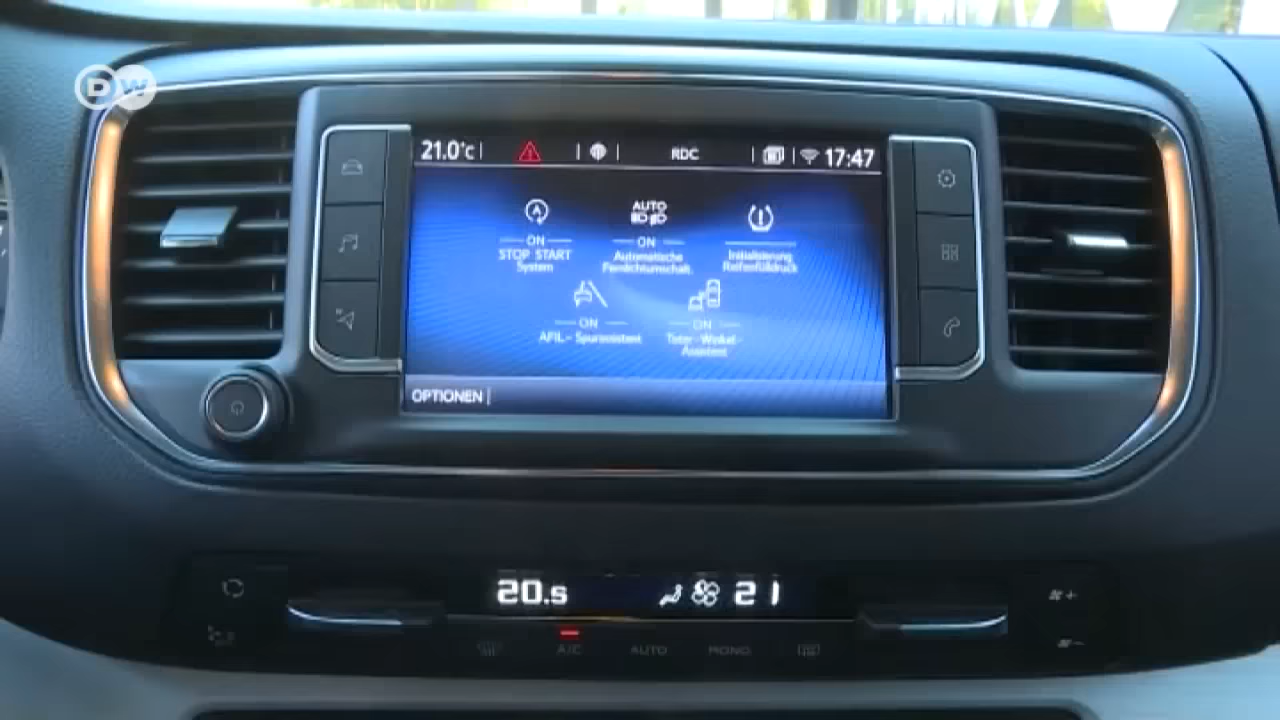 DW
21.0°C
RDC
17:47
AUTO
ON
STOP START
System
ON
Automatische
Fernlichtumschalt.
Initialisierung
Reifenfülldruck
ON
AFIL - Spurassistent
ON
Toter-Winkel-
Assistent
OPTIONEN
20.5
21
A/C
AUTO
MONO